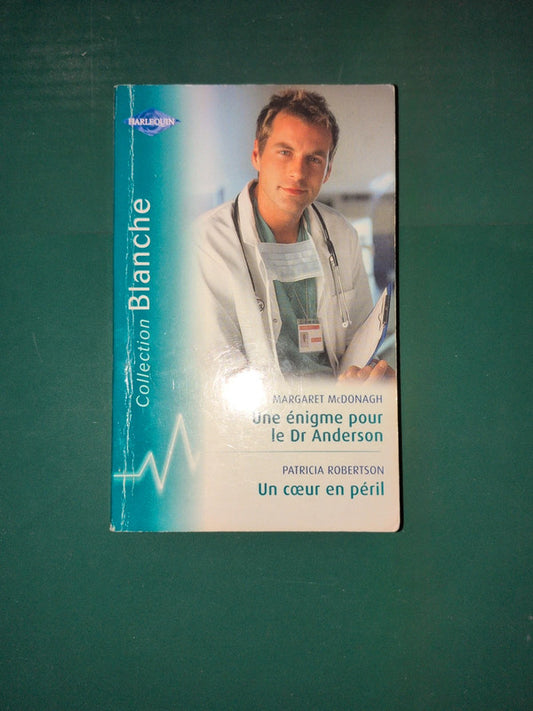 HARLEQUIN
Collection Blanche
MARGARET McDONAGH
Une énigme pour
le Dr Anderson
PATRICIA ROBERTSON
Un cœur en péril